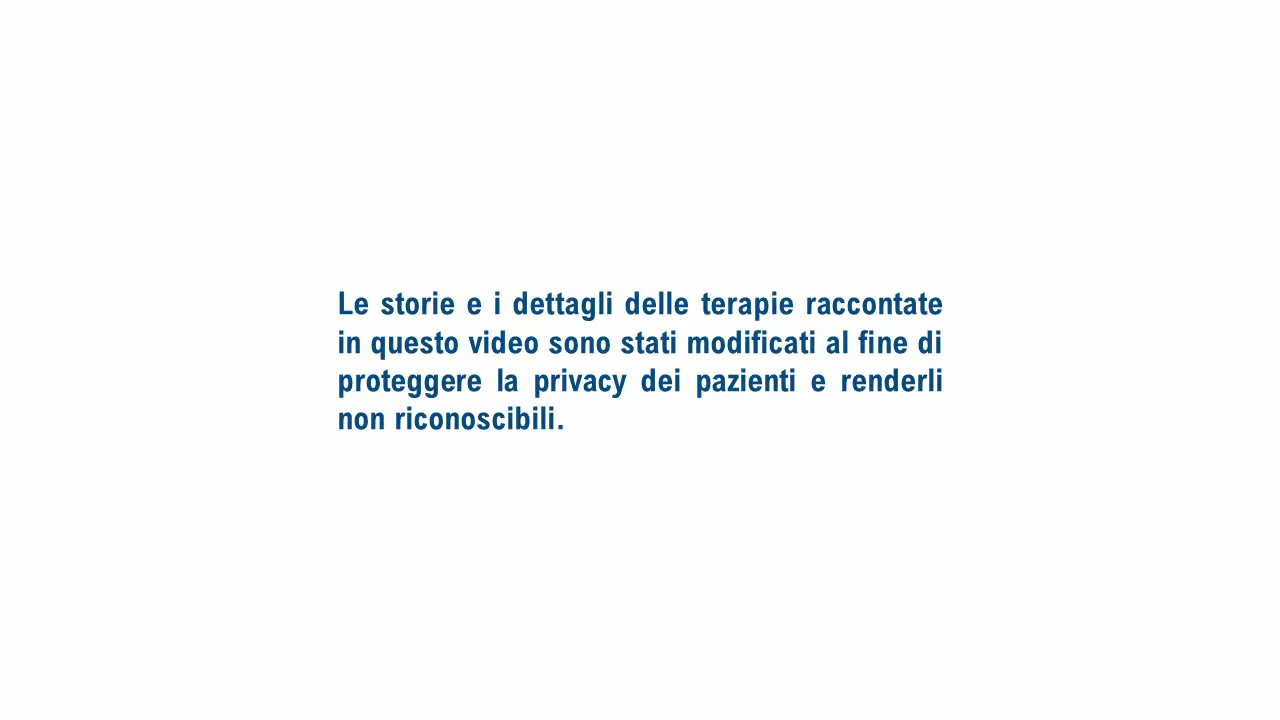 Le storie e i dettagli delle terapie raccontate
in questo video sono stati modificati al fine di
proteggere la privacy dei pazienti e renderli
non riconoscibili.